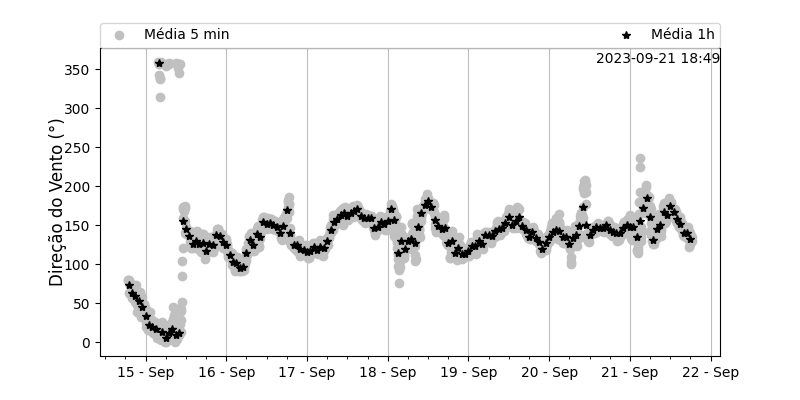 Média 5 min
Média 1h
2023-09-21 18:49
Direção do Vento (°)
350
300
250
200
150
100
50
0
15 - Sep
16 - Sep
17 - Sep
18 - Sep
19 - Sep
20 - Sep
21 - Sep
22 - Sep